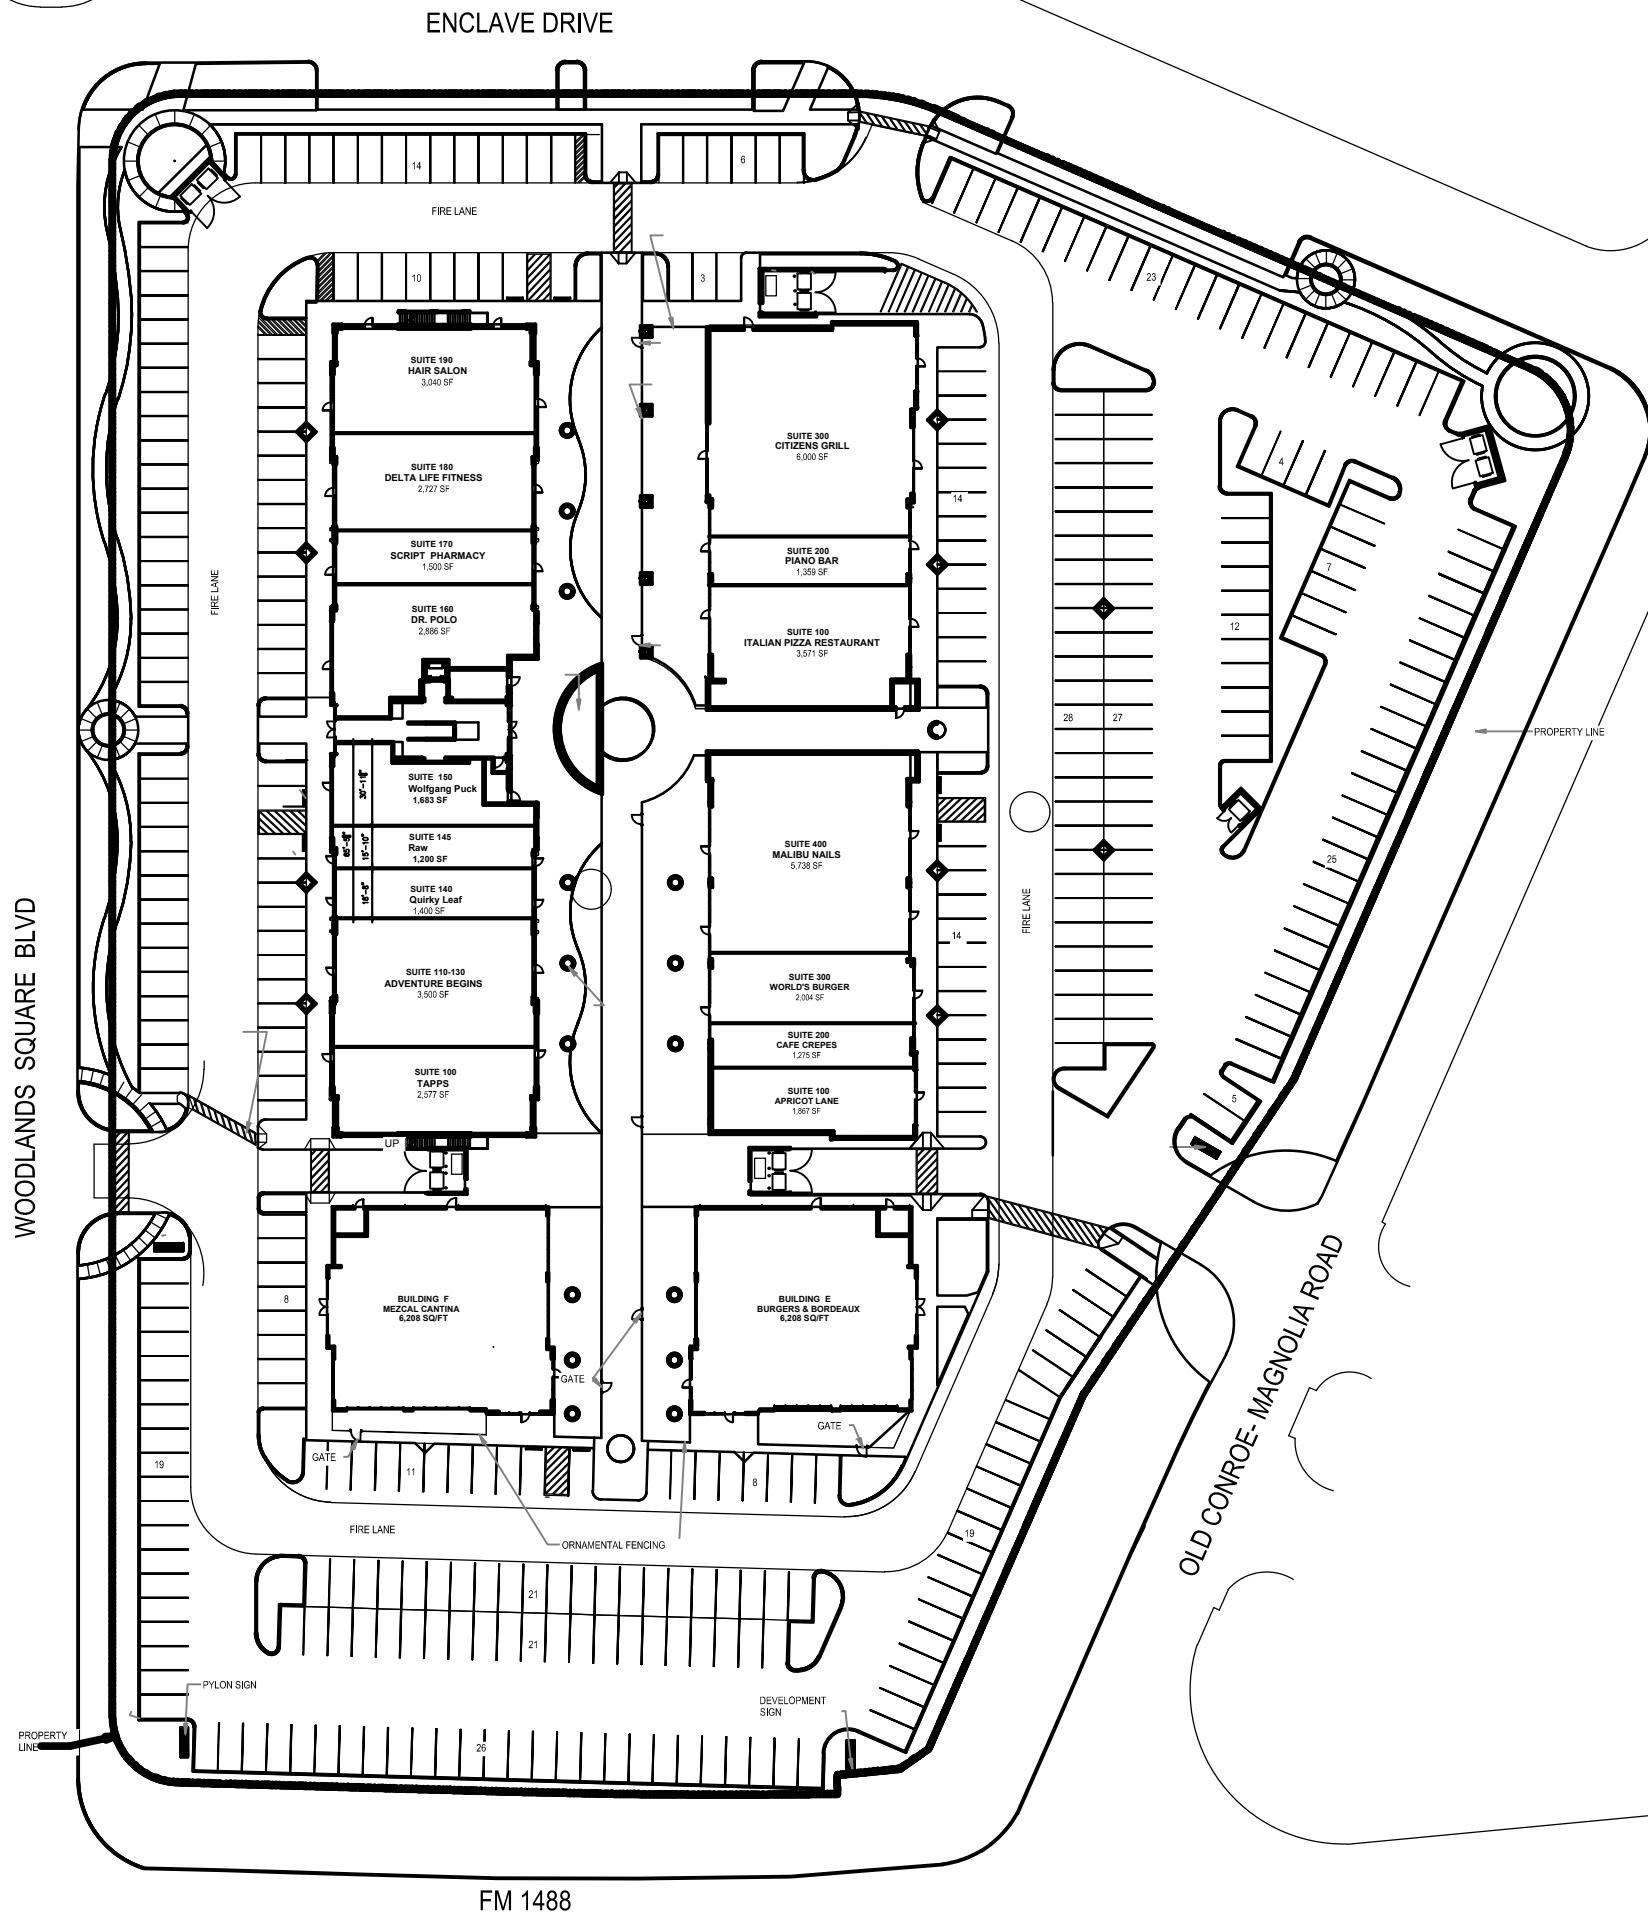 ENCLAVE DRIVE
14
6
FIRE LANE
10
3
23
SUITE 190
HAIR SALON
3,040 SF
SUITE 180
DELTA LIFE FITNESS
2,727 SF
SUITE 170
SCRIPT PHARMACY
1,500 SF
SUITE 160
DR. POLO
2,886 SF
SUITE 300
CITIZENS GRILL
6,000 SF
SUITE 200
PIANO BAR
1,359 SF
SUITE 100
ITALIAN PIZZA RESTAURANT
3,571 SF
14
4
7
12
FIRE LANE
28
27
PROPERTY LINE
SUITE 150
Wolfgang Puck
1,683 SF
SUITE 145
Raw
1,200 SF
15'-10"
SUITE 140
Quirky Leaf
1,400 SF
SUITE 110-130
ADVENTURE BEGINS
3,500 SF
SUITE 100
TAPPS
2,577 SF
UP
SUITE 400
MALIBU NAILS
5,738 SF
SUITE 300
WORLD'S BURGER
2,004 SF
SUITE 200
CAFE CREPES
1,275 SF
SUITE 100
APRICOT LANE
1,867 SF
14
FIRE LANE
25
5
WOODLANDS SQUARE BLVD
8
BUILDING F
MEZCAL CANTINA
6,208 SQ/FT
BUILDING E
BURGERS & BORDEAUX
6,208 SQ/FT
GATE
GATE
GATE
OLD CONROE- MAGNOLIA ROAD
19
11
8
19
FIRE LANE
ORNAMENTAL FENCING
21
21
PYLON SIGN
DEVELOPMENT
SIGN
PROPERTY
LINE
26
FM 1488